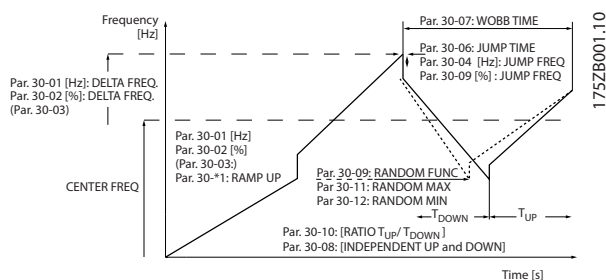 Frequency
[Hz]
Par. 30-07: WOBB TIME
Par. 30-06: JUMP TIME
Par. 30-04 [Hz]: JUMP FREQ
Par. 30-09 [%] : JUMP FREQ
Par. 30-01 [Hz]: DELTA FREQ.
Par. 30-02 [%]: DELTA FREQ.
(Par. 30-03)
Par. 30-01 [Hz]
Par. 30-02 [%]
(Par. 30-03:)
Par. 30-*1: RAMP UP
CENTER FREQ
Par. 30-09: RANDOM FUNC
Par 30-11: RANDOM MAX
Par 30-12: RANDOM MIN
TDOWN
TUP
Par. 30-10: [RATIO TUP/ TDOWN ]
Par. 30-08: [INDEPENDENT UP and DOWN]
Time [s]
175ZB001.10